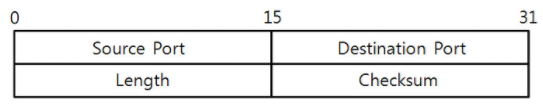 0 15 31
Source Port Destination Port
Length Checksum